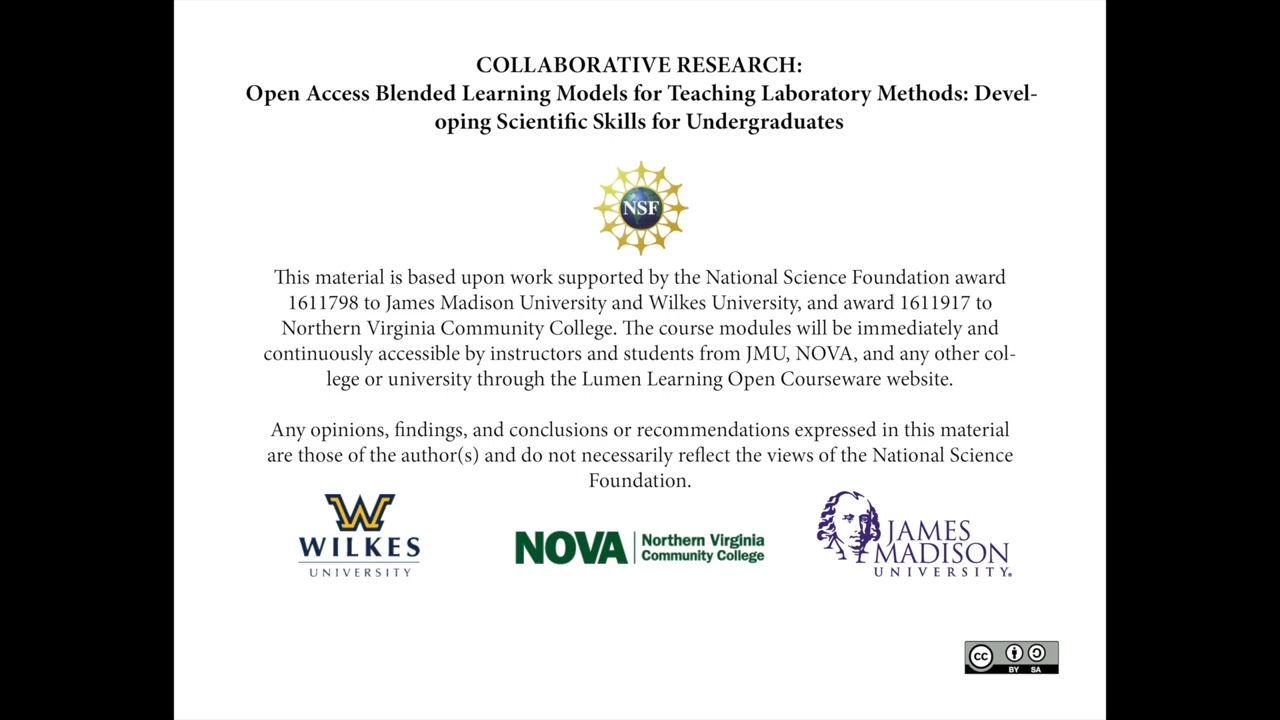 COLLABORATIVE RESEARCH:
Open Access Blended Learning Models for Teaching Laboratory Methods: Devel-
oping Scientific Skills for Undergraduates
NSF
This material is based upon work supported by the National Science Foundation award
1611798 to James Madison University and Wilkes University, and award 1611917 to
Northern Virginia Community College. The course modules will be immediately and
continuously accessible by instructors and students from JMU, NOVA, and any other col-
lege or university through the Lumen Learning Open Courseware website.
Any opinions, findings, and conclusions or recommendations expressed in this material
are those of the author(s) and do not necessarily reflect the views of the National Science
Foundation.
W
WILKES
UNIVERSITY
NOVA
Northern Virginia
Community College
JAMES
MADISON
UNIVERSITY.
CC
BY SA